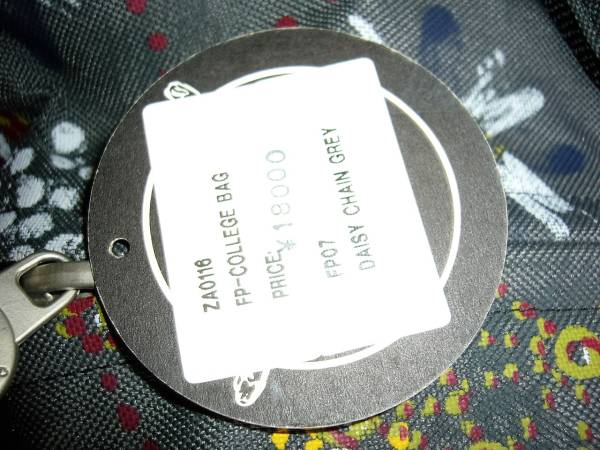 ZA0116
FP-COLLEGE BAG
PRICE ¥18000
FP07
DAISY CHAIN GREY